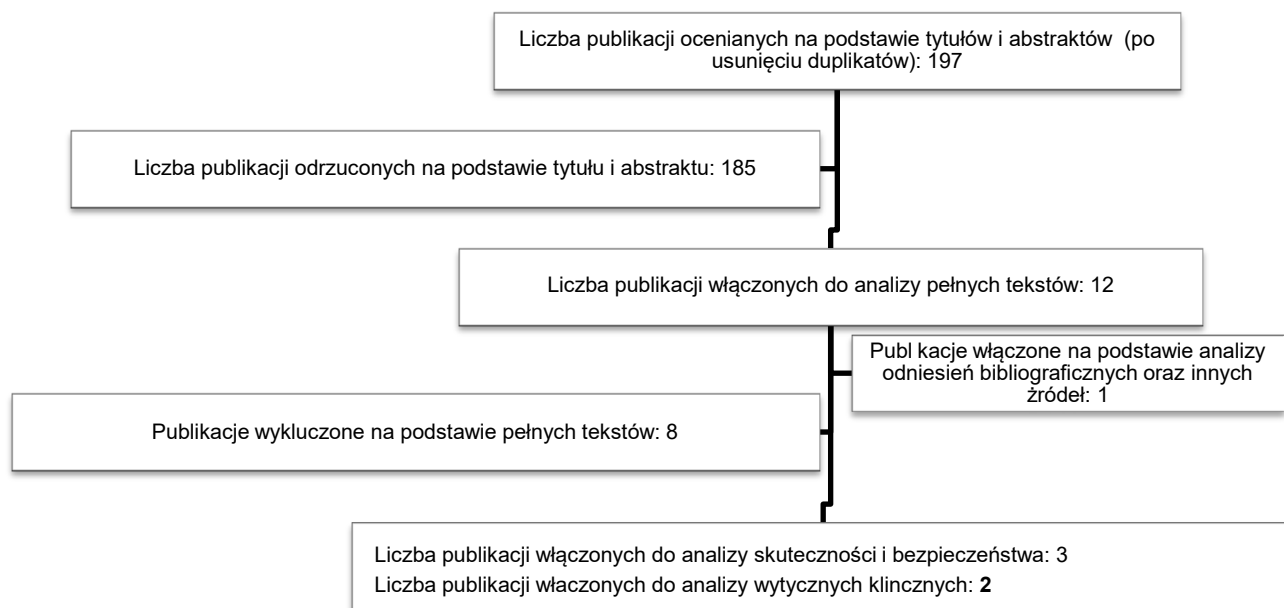 Liczba publikacji ocenianych na podstawie tytułów i abstraktów (po
usunięciu duplikatów): 197
Liczba publikacji odrzuconych na podstawie tytułu i abstraktu: 185
Liczba publikacji włączonych do analizy pełnych tekstów: 12
Publ kacje włączone na podstawie analizy
odniesień bibliograficznych oraz innych
żródeł: 1
Publikacje wykluczone na podstawie pełnych tekstów: 8
Liczba publikacji włączonych do analizy skuteczności i bezpieczeństwa: 3
Liczba publikacji właczonych do analizy wytycznych klincznych: 2